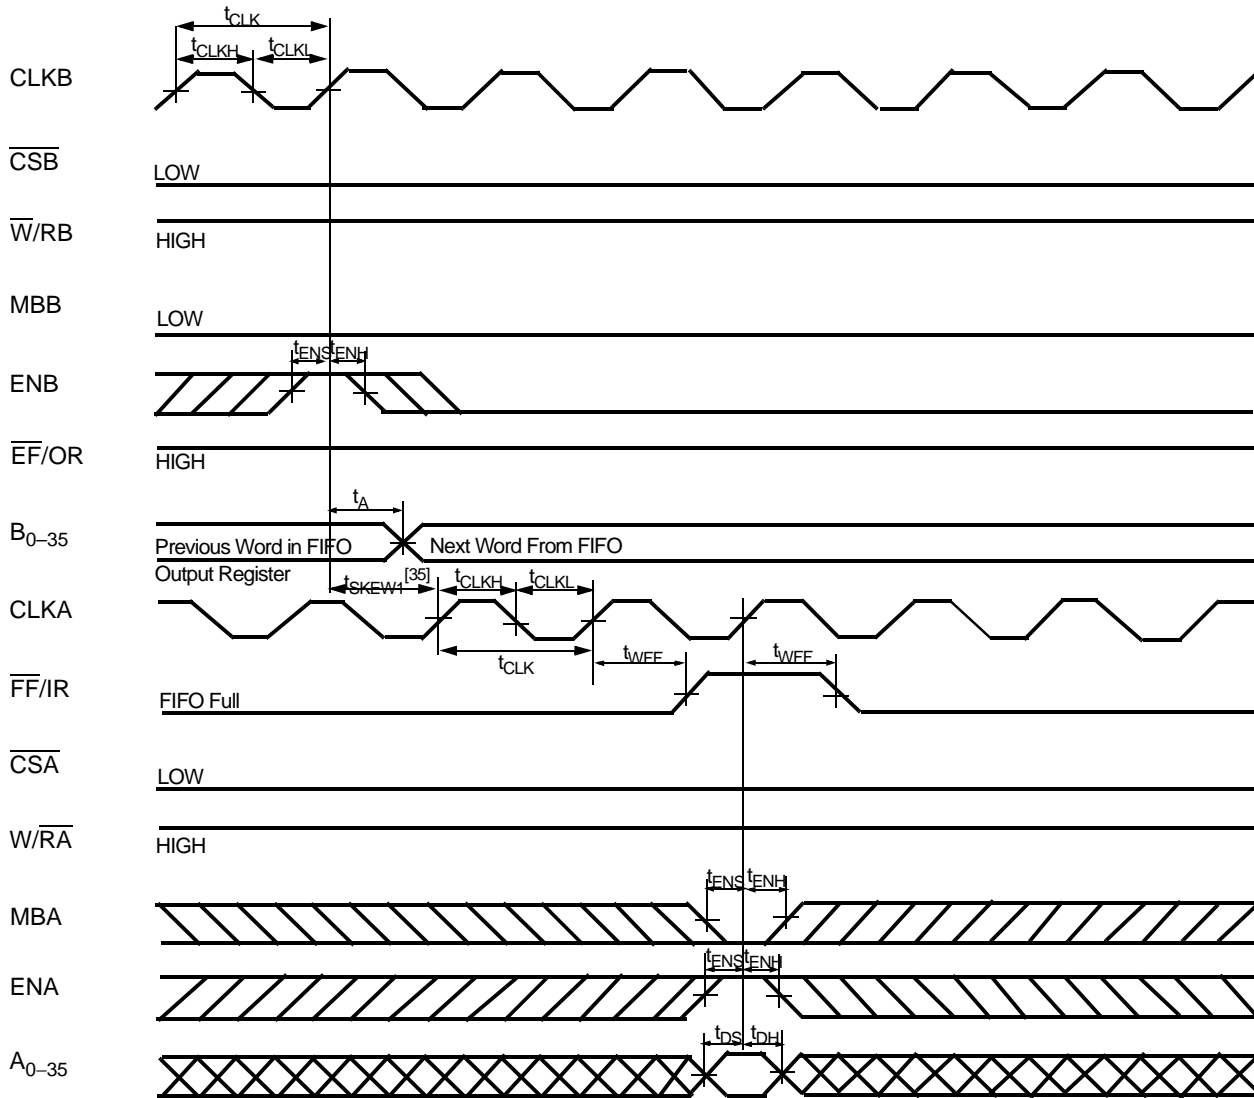 tCLK
tCLKH tCLKL
CLKB
CSB
LOW
W/RB
HIGH
MBB
LOW
tENS tENH
ENB
EF/OR
HIGH
tA
B0–35
Previous Word in FIFO Next Word From FIFO
Output Register
tSKEW1[35] tCLKH tCLKL
CLKA
tCLK
tWFF tWFF
FF/IR
FIFO Full
CSA
LOW
W/RA
HIGH
tENS tENH
MBA
tENS tENH
ENA
tDS tDH
A0–35